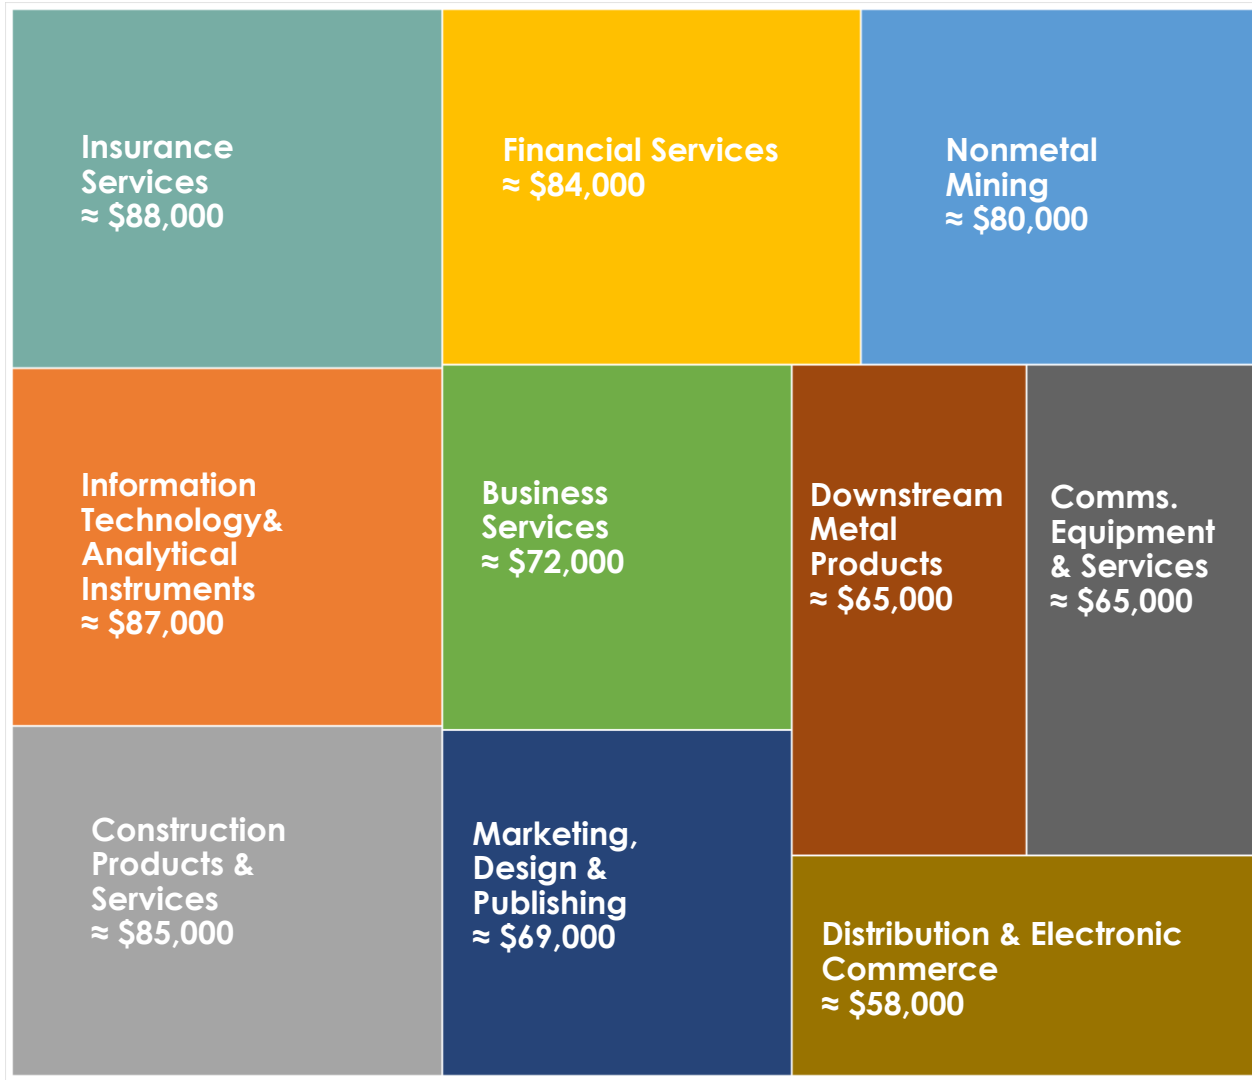 Insurance
Services
≈ $88,000
Financial Services
≈ $84,000
Nonmetal
Mining
≈ $80,000
Information
Technology&
Analytical
Instruments
≈ $87,000
Business
Services
≈ $72,000
Downstream
Metal
Products
≈ $65,000
Comms.
Equipment
& Services
≈ $65,000
Construction
Products &
Services
≈ $85,000
Marketing,
Design &
Publishing
≈ $69,000
Distribution & Electronic
Commerce
≈ $58,000